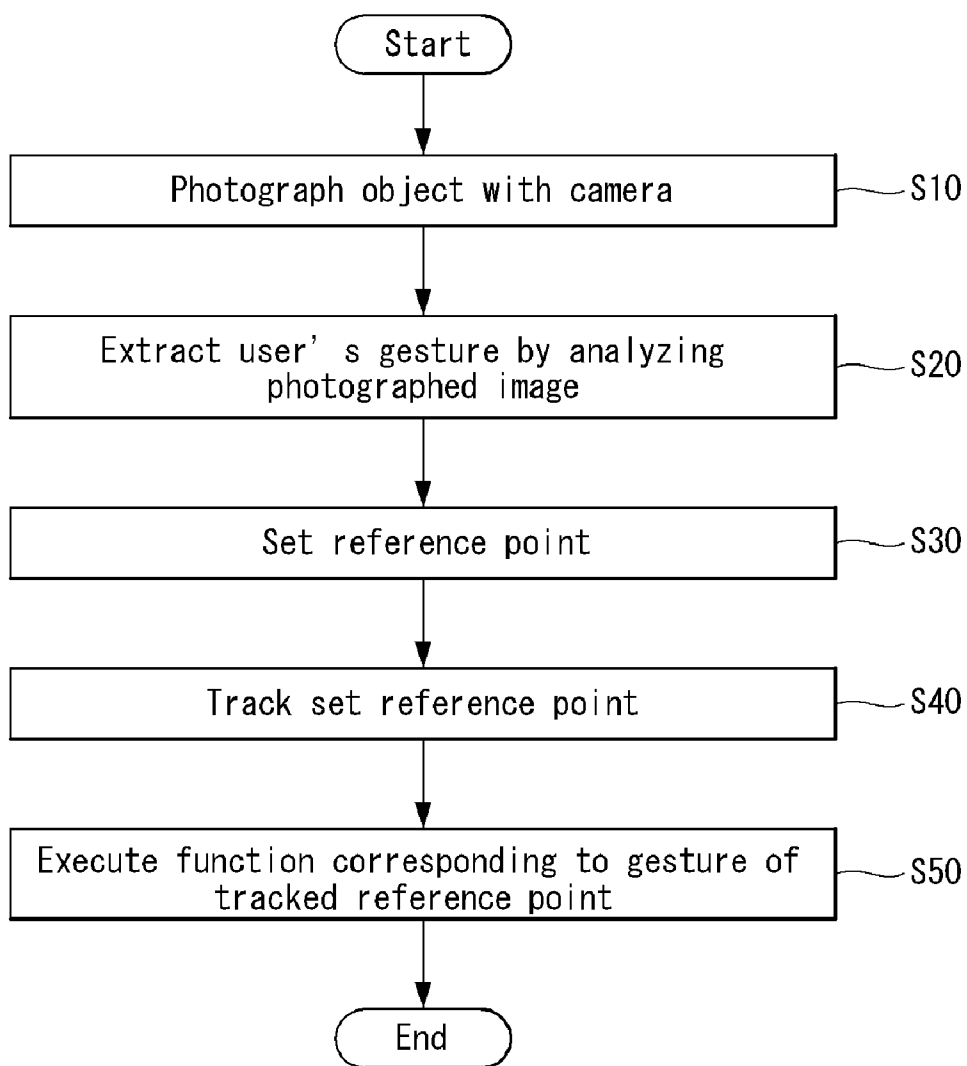 Start
Photograph object with camera
S10
Extract user's gesture by analyzing
photographed image
S20
Set reference point
S30
Track set reference point
S40
Execute function corresponding to gesture of
tracked reference point
S50
End